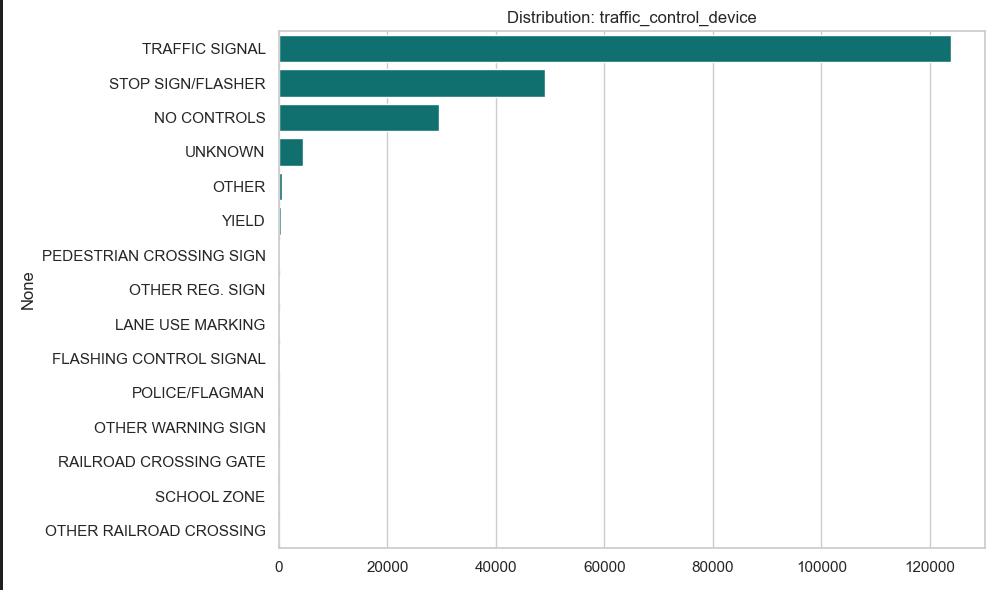 Distribution: traffic_control_device
TRAFFIC SIGNAL
STOP SIGN/FLASHER
NO CONTROLS
UNKNOWN
OTHER
YIELD
PEDESTRIAN CROSSING SIGN
OTHER REG. SIGN
LANE USE MARKING
FLASHING CONTROL SIGNAL
POLICE/FLAGMAN
OTHER WARNING SIGN
RAILROAD CROSSING GATE
SCHOOL ZONE
OTHER RAILROAD CROSSING
None
0 20000 40000 60000 80000 100000 120000